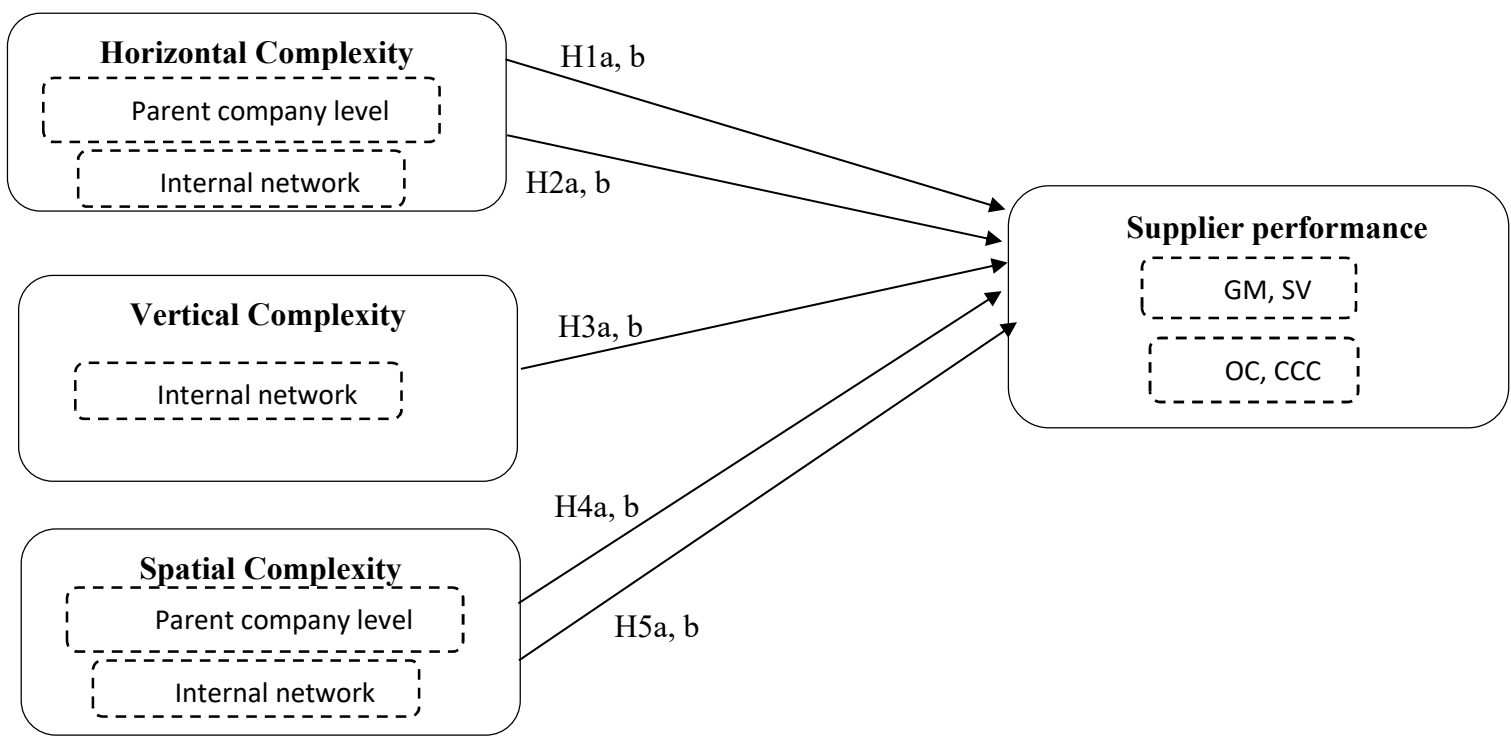 Horizontal Complexity
Parent company level
Internal network
H1a, b
H2a, b
Vertical Complexity
Internal network
H3a, b
Spatial Complexity
Parent company level
Internal network
H4a, b
H5a, b
Supplier performance
GM, SV
OC, CCC